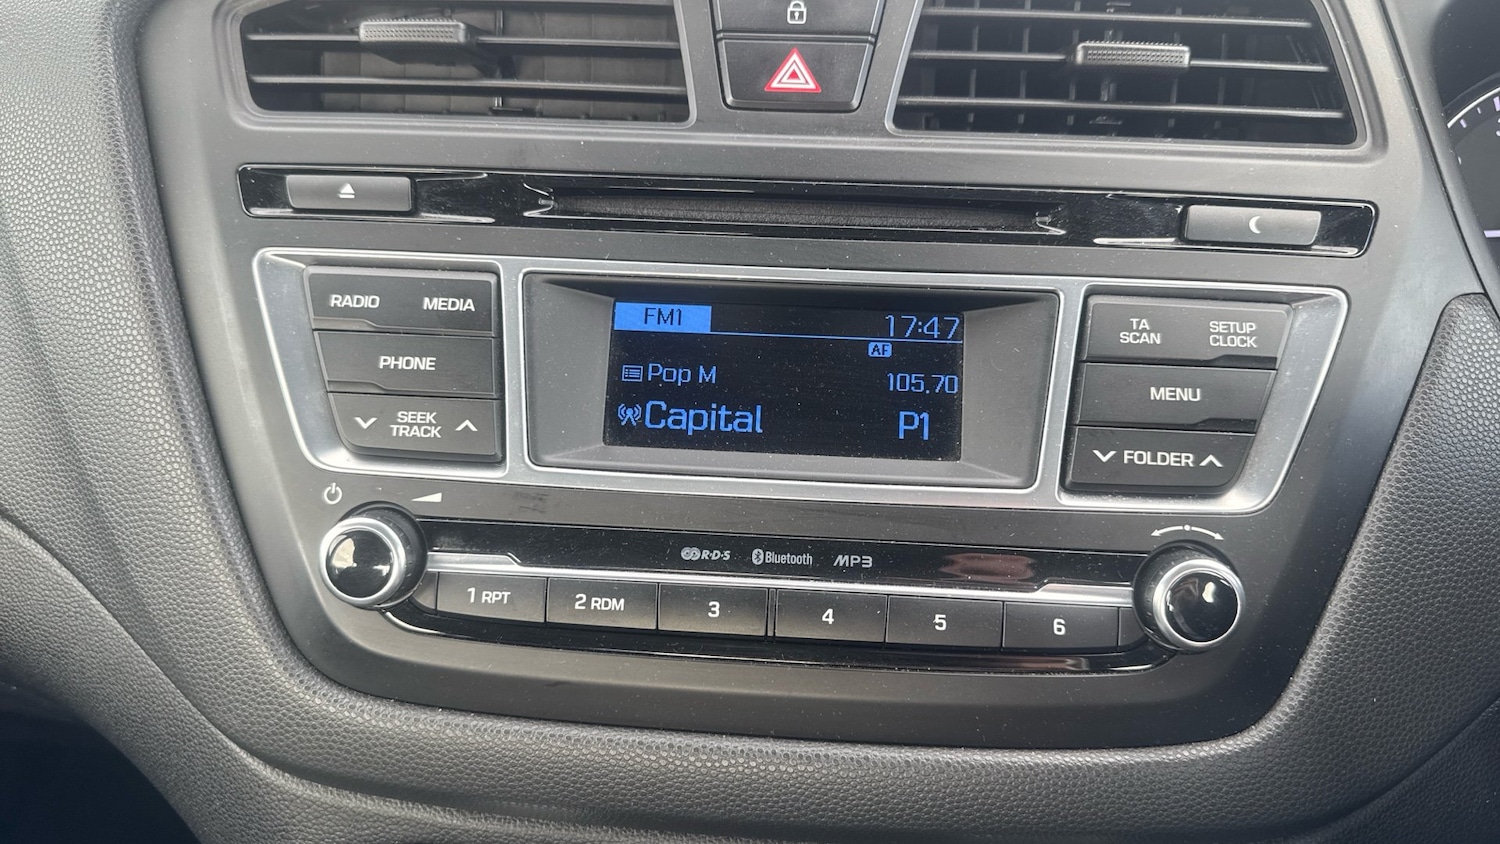 RADIO MEDIA
PHONE
SEEK
TRACK
FM1 17:47
AF
Pop M 105.70
Capital P1
TA
SCAN
SETUP
CLOCK
MENU
FOLDER
R·D·S Bluetooth MP3
1 RPT 2 RDM 3 4 5 6